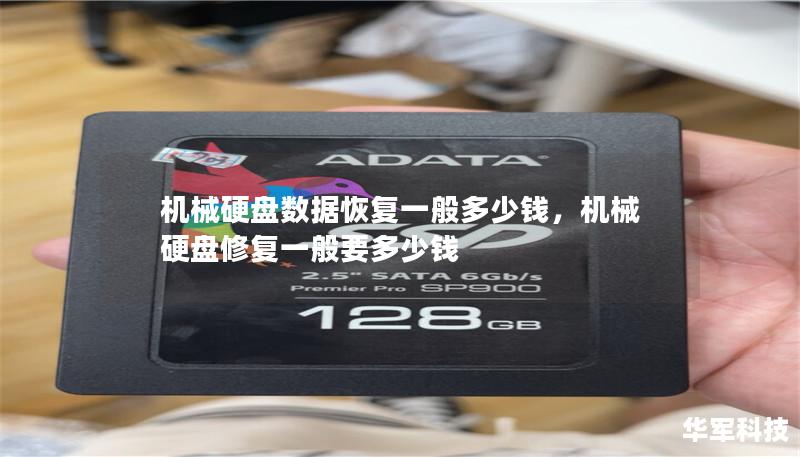 ADATA
机械硬盘数据恢复一般多少钱，机械
硬盘修复一般要多少钱
SSD
2.5" SATA 6Gb/s
Premier Pro SP900
128GB
华军科技